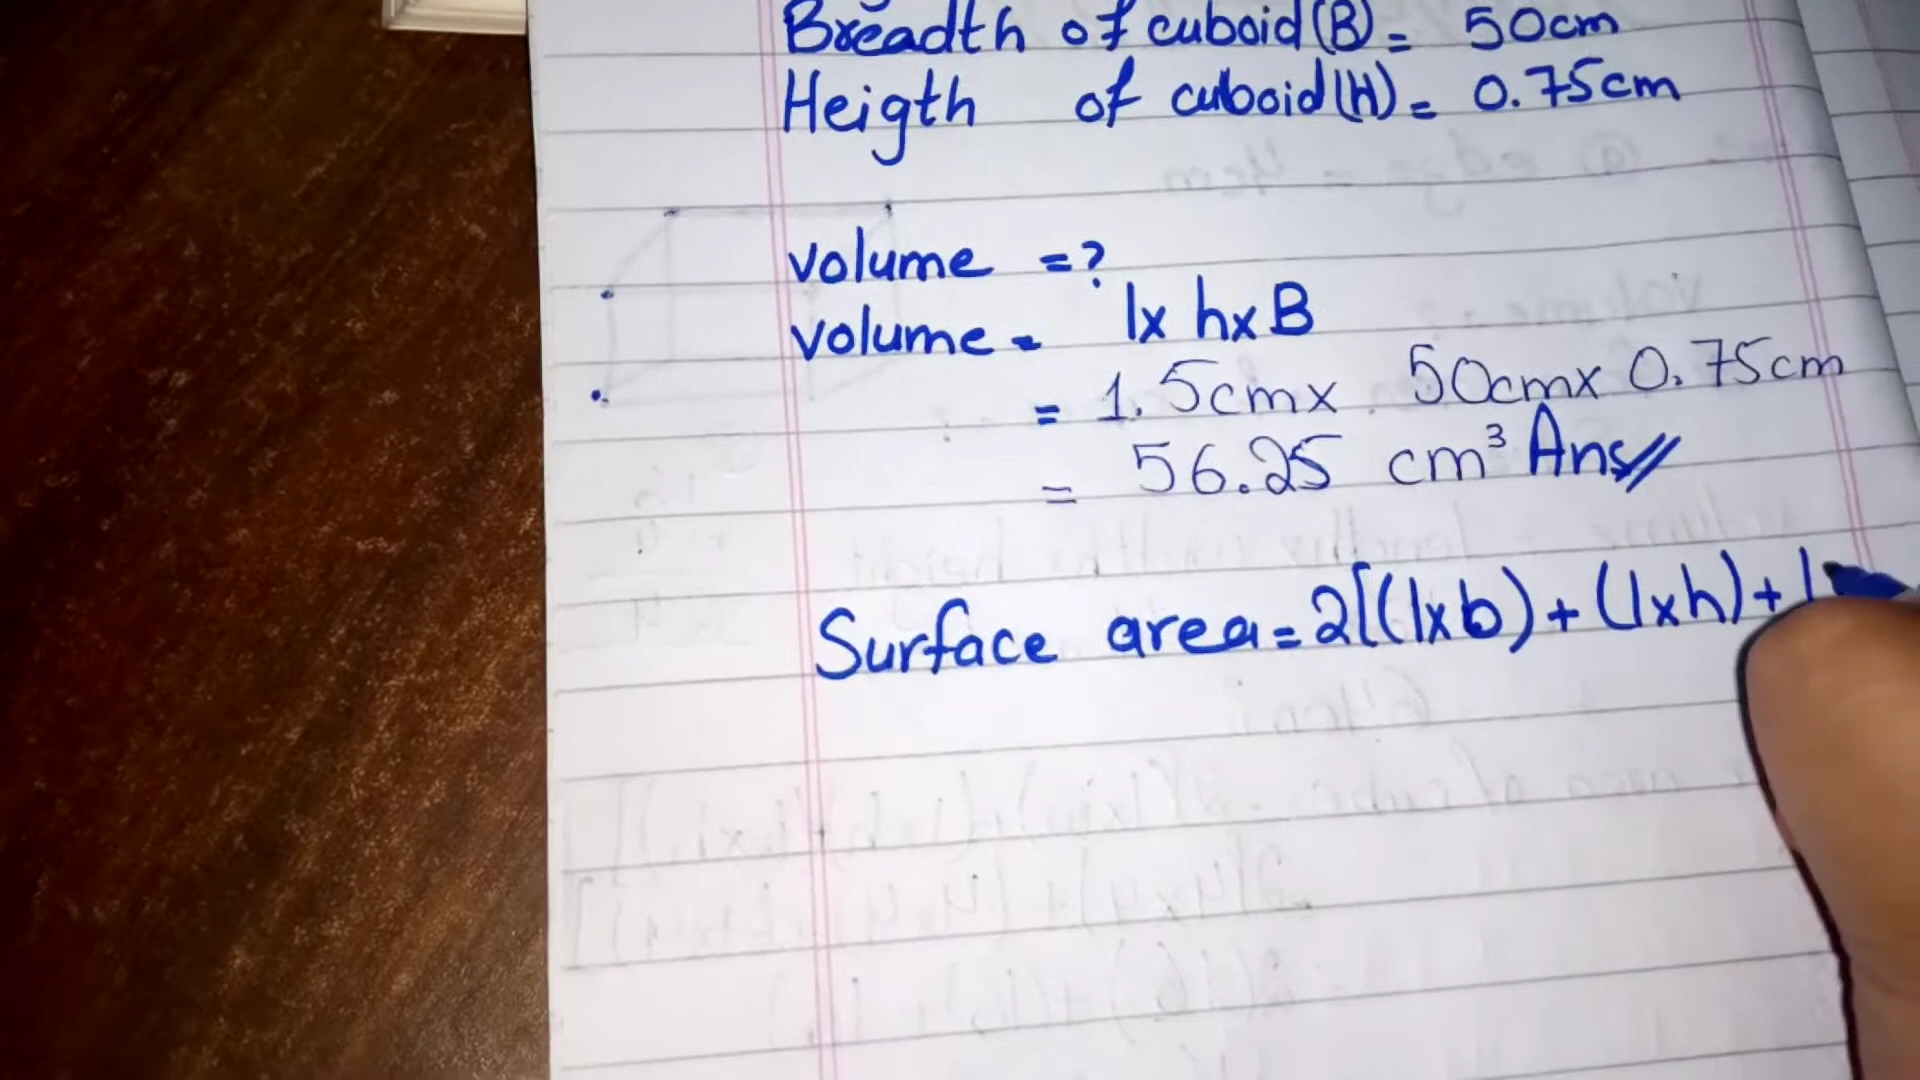 Breadth of cuboid (B) = 50cm
Heigth of cuboid (H) = 0.75cm
volume = ?
volume = l x h x B
= 1.5cm x 50cm x 0.75cm
= 56.25 cm³ Ans//
Surface area = 2[(l x b) + (l x h) +